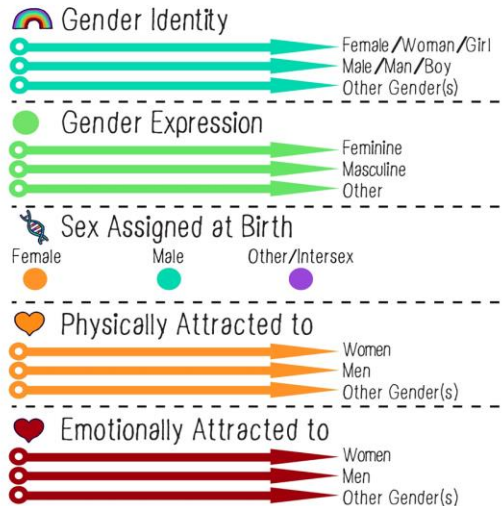 Gender Identity
Female/Woman/Girl
Male/Man/Boy
Other Gender(s)
Gender Expression
Feminine
Masculine
Other
Sex Assigned at Birth
Female Male Other/Intersex
Physically Attracted to
Women
Men
Other Gender(s)
Emotionally Attracted to
Women
Men
Other Gender(s)